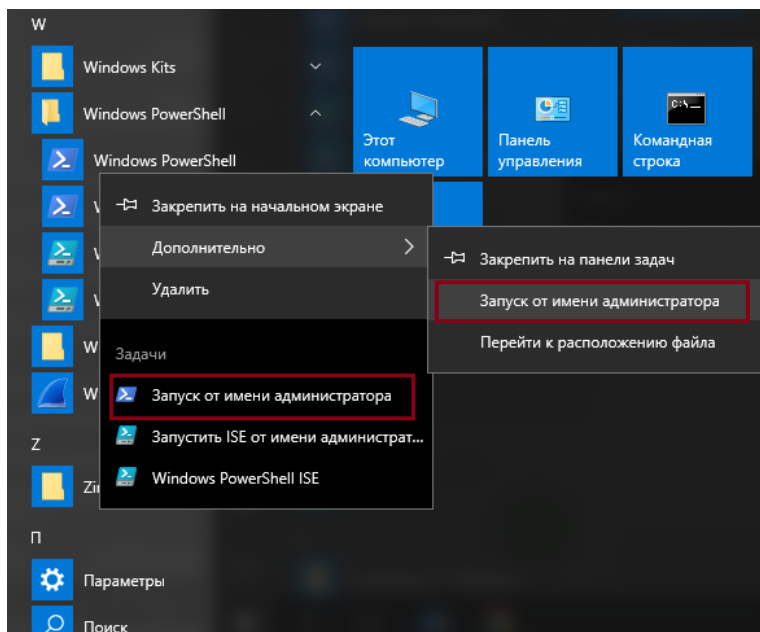 W
Windows Kits
Windows PowerShell
Windows PowerShell
Этот
компьютер
Панель
управления
C:\_
Командная
строка
Закрепить на начальном экране
Дополнительно
Удалить
Задачи
Запуск от имени администратора
Запустить ISE от имени администрат...
Windows PowerShell ISE
Закрепить на панели задач
Запуск от имени администратора
Перейти к расположению файла
W
W
Z
Zi
П
Параметры
Поиск